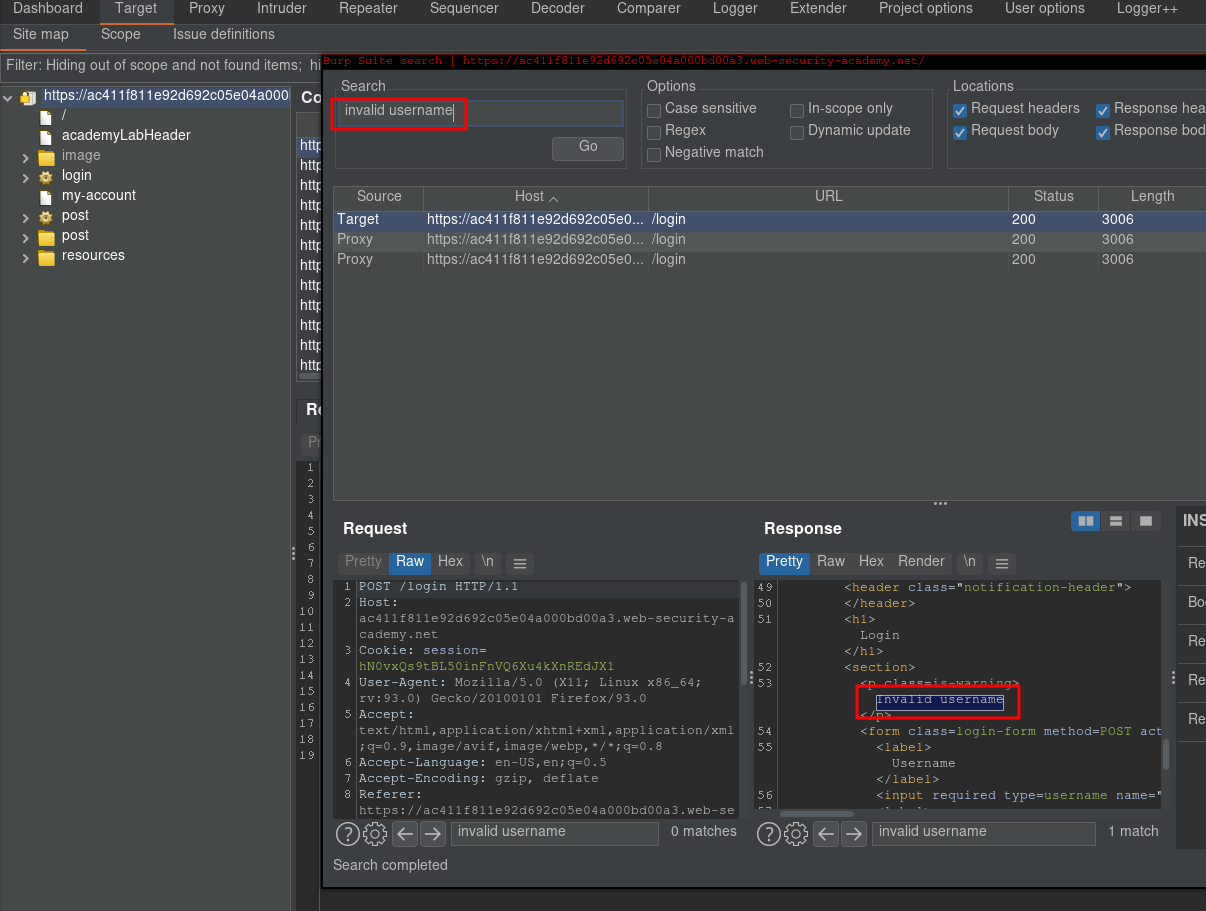 Dashboard Target Proxy Intruder Repeater Sequencer Decoder Comparer Logger Extender Project options User options Logger++
Site map Scope Issue definitions
Filter: Hiding out of scope and not found items; hi
https://ac411f811e92d692c05e04a000
/
academyLabHeader
image
login
my-account
post
post
resources
Co
http
http
http
http
http
http
http
http
http
http
http
http
Re
Pr
1
2
3
4
5
6
7
8
9
10
11
12
13
14
15
16
17
18
19
Burp Suite search | https://ac411f811e92d692c05e04a000bd00a3.web-security-academy.net/
Search
invalid username
Go
Options
Case sensitive In-scope only
Regex Dynamic update
Negative match
Locations
Request headers Response hea
Request body Response bod
Source Host URL Status Length
Target https://ac411f811e92d692c05e0... /login 200 3006
Proxy https://ac411f811e92d692c05e0... /login 200 3006
Proxy https://ac411f811e92d692c05e0... /login 200 3006
Request
Pretty Raw Hex \n
1 POST /login HTTP/1.1
2 Host:
ac411f811e92d692c05e04a000bd00a3.web-security-a
cademy.net
3 Cookie: session=
hN0vxQs9tBL50inFnVQ6Xu4kXnREdJX1
4 User-Agent: Mozilla/5.0 (X11; Linux x86_64;
rv:93.0) Gecko/20100101 Firefox/93.0
5 Accept:
text/html,application/xhtml+xml,application/xml
;q=0.9,image/avif,image/webp,*/*;q=0.8
6 Accept-Language: en-US,en;q=0.5
7 Accept-Encoding: gzip, deflate
8 Referer:
https://ac411f811e92d692c05e04a000bd00a3.web-se
invalid username 0 matches
Response
Pretty Raw Hex Render \n
49 <header class="notification-header">
50 </header>
51 <h1>
Login
</h1>
52 <section>
53 <p class=is-warning>
Invalid username
</p>
54 <form class=login-form method=POST act
55 <label>
Username
</label>
56 <input required type=username name="
invalid username 1 match
INS
Re
Bo
Re
Re
Re
Search completed